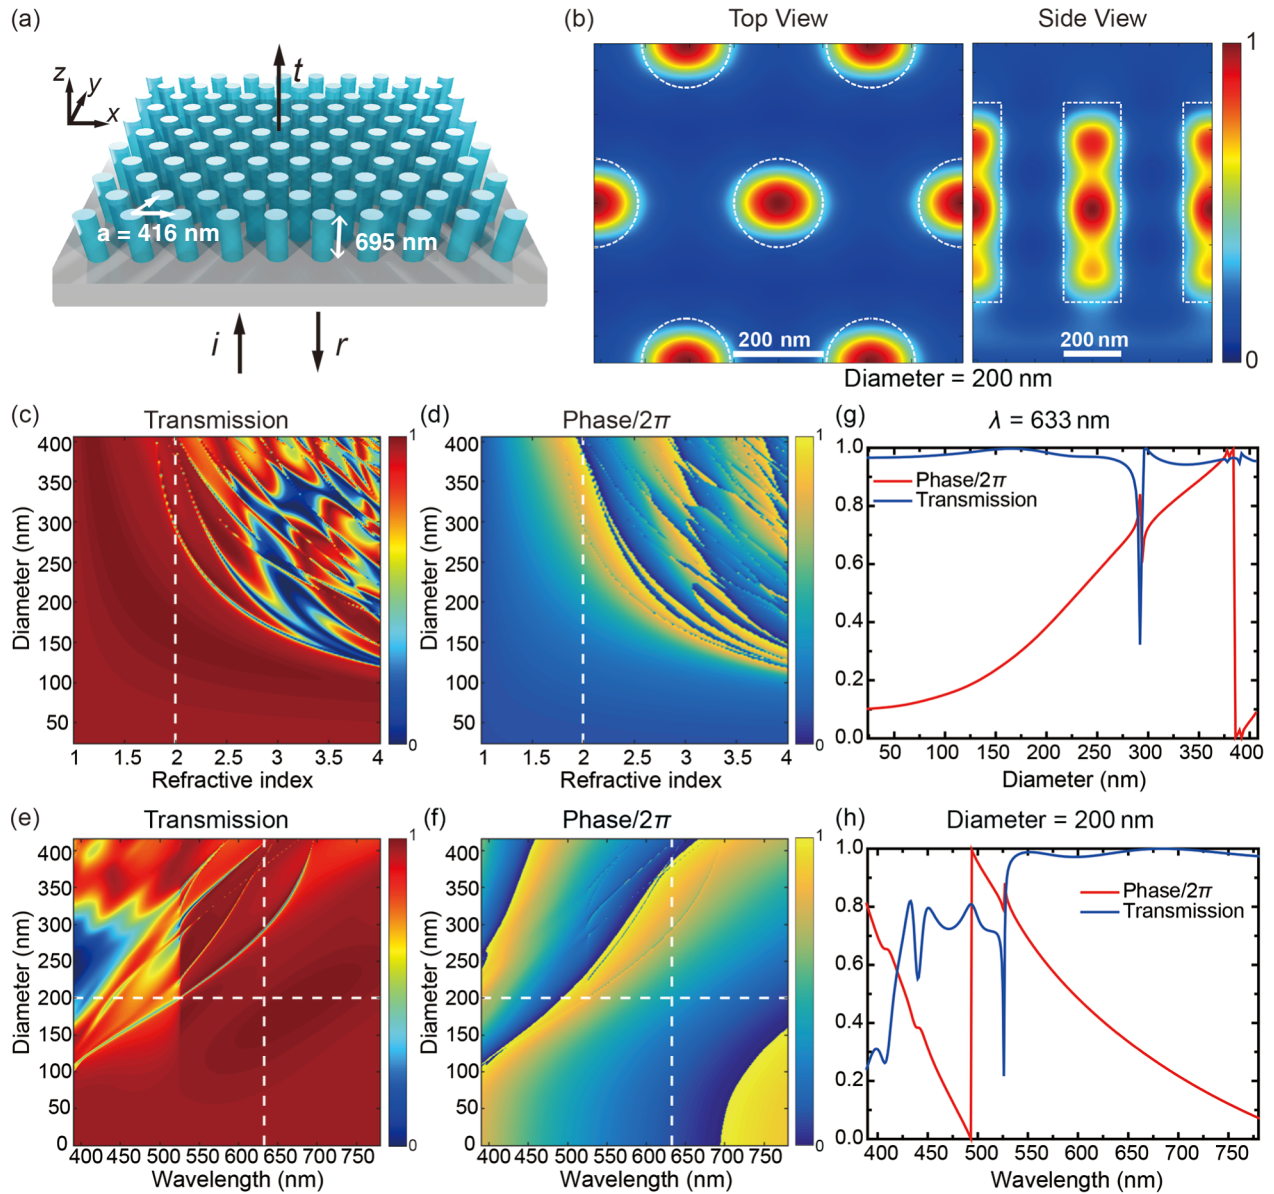 (a)
z
y
x
t
a = 416 nm
695 nm
i
r
(b)
Top View
Side View
200 nm
200 nm
1
0
Diameter = 200 nm
(c)
Transmission
400
350
300
250
200
150
100
50
1
1.5
2
2.5
3
3.5
4
Diameter (nm)
Refractive index
1
0
(d)
Phase/2π
400
350
300
250
200
150
100
50
1
1.5
2
2.5
3
3.5
4
Diameter (nm)
Refractive index
1
0
(g)
λ = 633 nm
Phase/2π
Transmission
1.0
0.8
0.6
0.4
0.2
0.0
50
100
150
200
250
300
350
400
Diameter (nm)
(e)
Transmission
400
350
300
250
200
150
100
50
0
400 450 500 550 600 650 700 750
Diameter (nm)
Wavelength (nm)
1
0
(f)
Phase/2π
400
350
300
250
200
150
100
50
0
400 450 500 550 600 650 700 750
Diameter (nm)
Wavelength (nm)
1
0
(h)
Diameter = 200 nm
Phase/2π
Transmission
1.0
0.8
0.6
0.4
0.2
0.0
400 450 500 550 600 650 700 750
Wavelength (nm)